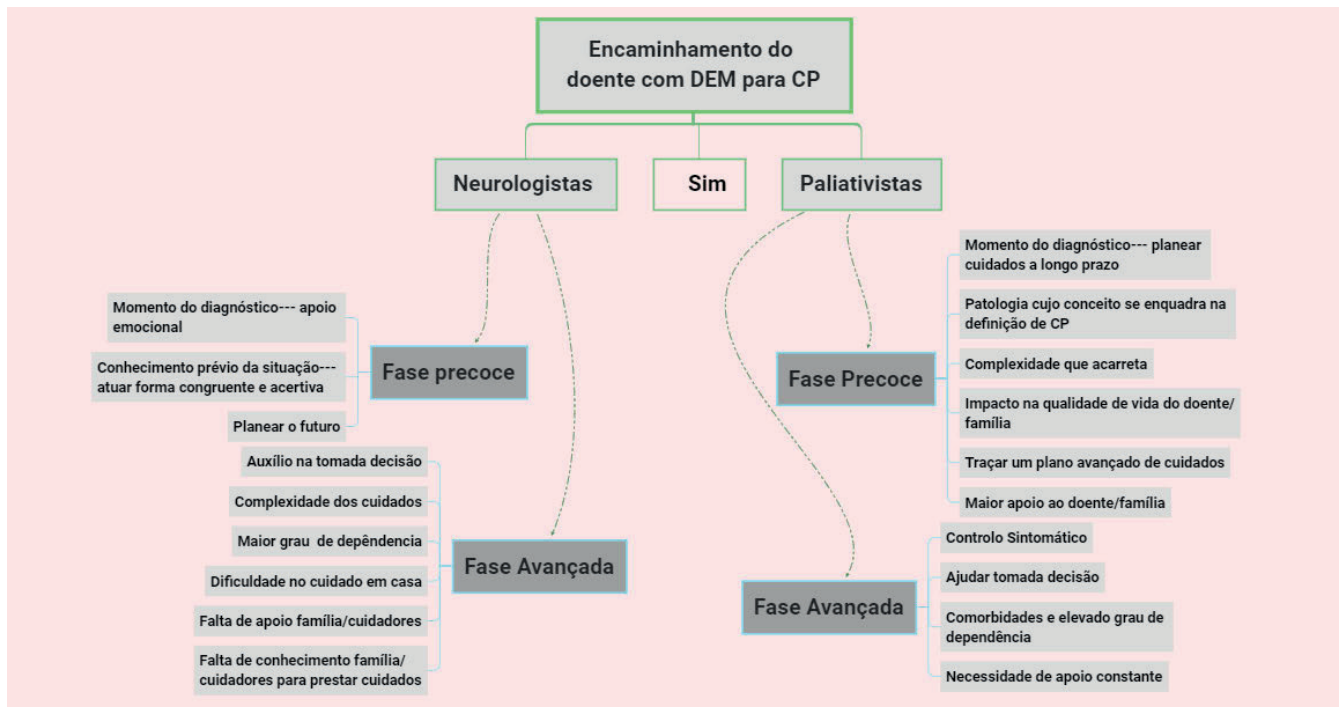 Encaminhamento do
doente com DEM para CP
Neurologistas
Sim
Paliativistas
Momento do diagnóstico--- apoio
emocional
Conhecimento prévio da situação---
atuar forma congruente e acertiva
Planear o futuro
Fase precoce
Auxílio na tomada decisão
Complexidade dos cuidados
Maior grau de depêndencia
Dificuldade no cuidado em casa
Falta de apoio família/cuidadores
Falta de conhecimento família/
cuidadores para prestar cuidados
Fase Avançada
Fase Precoce
Momento do diagnóstico--- planear
cuidados a longo prazo
Patologia cujo conceito se enquadra na
definição de CP
Complexidade que acarreta
Impacto na qualidade de vida do doente/
família
Traçar um plano avançado de cuidados
Maior apoio ao doente/família
Fase Avançada
Controlo Sintomático
Ajudar tomada decisão
Comorbidades e elevado grau de
dependência
Necessidade de apoio constante